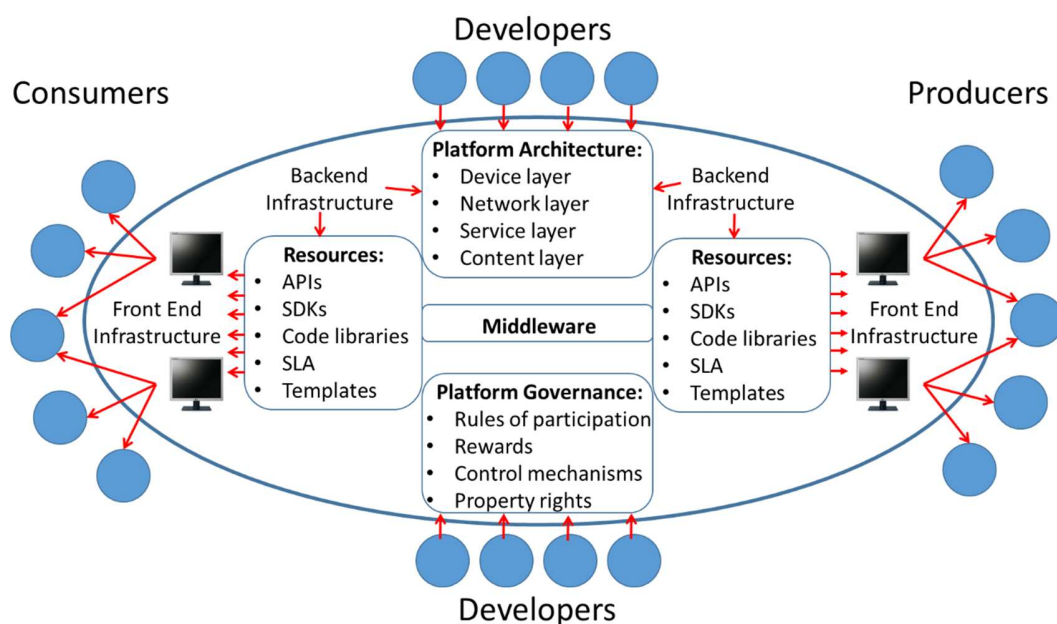 Developers
Consumers
Producers
Platform Architecture:
• Device layer
• Network layer
• Service layer
• Content layer
Backend
Infrastructure
Backend
Infrastructure
Resources:
• APIs
• SDKs
• Code libraries
• SLA
• Templates
Front End
Infrastructure
Middleware
Resources:
• APIs
• SDKs
• Code libraries
• SLA
• Templates
Front End
Infrastructure
Platform Governance:
• Rules of participation
• Rewards
• Control mechanisms
• Property rights
Developers